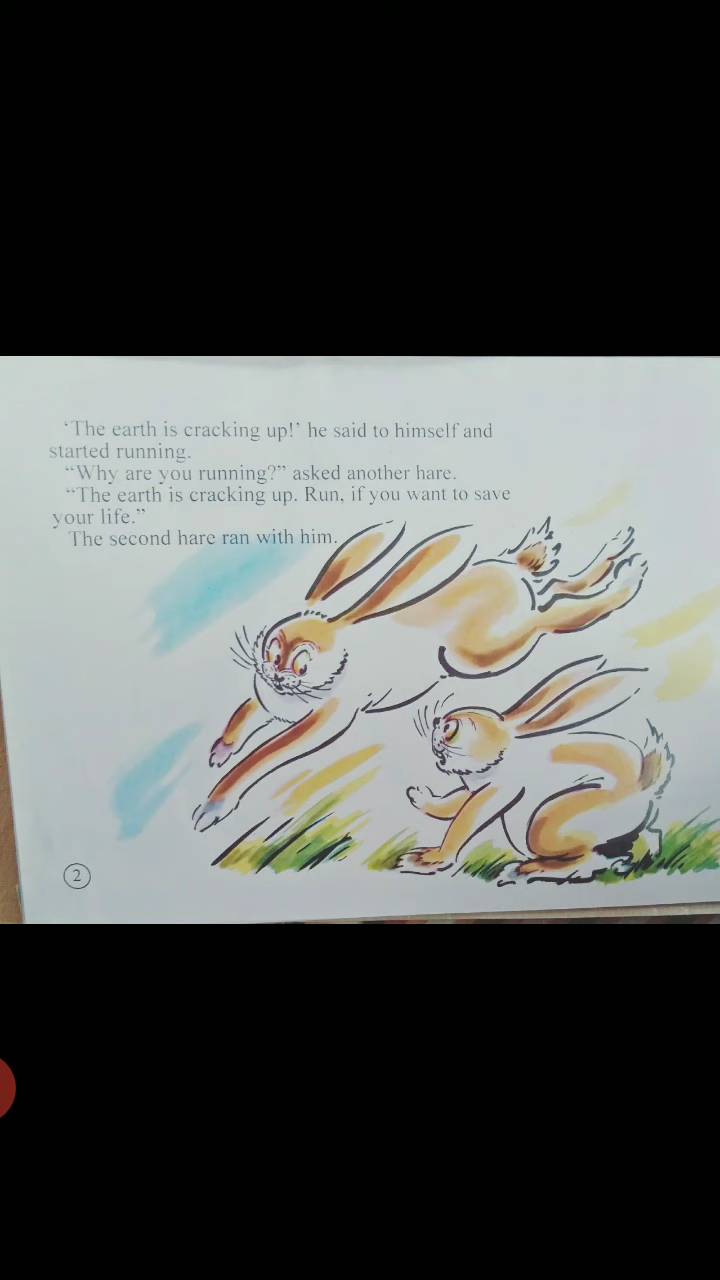 ‘The earth is cracking up!’ he said to himself and
started running.
“Why are you running?” asked another hare.
“The earth is cracking up. Run, if you want to save
your life.”
The second hare ran with him.
2